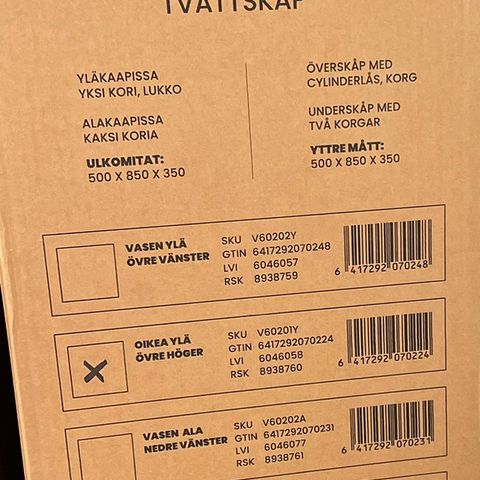 TVÄTTSKÅP
YLÄKAAPISSA
YKSI KORI, LUKKO
ALAKAAPISSA
KAKSI KORIA
ULKOMITAT:
500 X 850 X 350
ÖVERSKÅP MED
CYLINDERLÅS, KORG
UNDERSKÅP MED
TVÅ KORGAR
YTTRE MÅTT:
500 X 850 X 350
VASEN YLÄ
ÖVRE VÄNSTER
SKU V60202Y
GTIN 6417292070248
LVI 6046057
RSK 8938759
6 417292 070248
OIKEA YLÄ
ÖVRE HÖGER
SKU V60201Y
GTIN 6417292070224
LVI 6046058
RSK 8938760
6 417292 070224
VASEN ALA
NEDRE VÄNSTER
SKU V60202A
GTIN 6417292070231
LVI 6046077
RSK 8938761
6 417292 070231